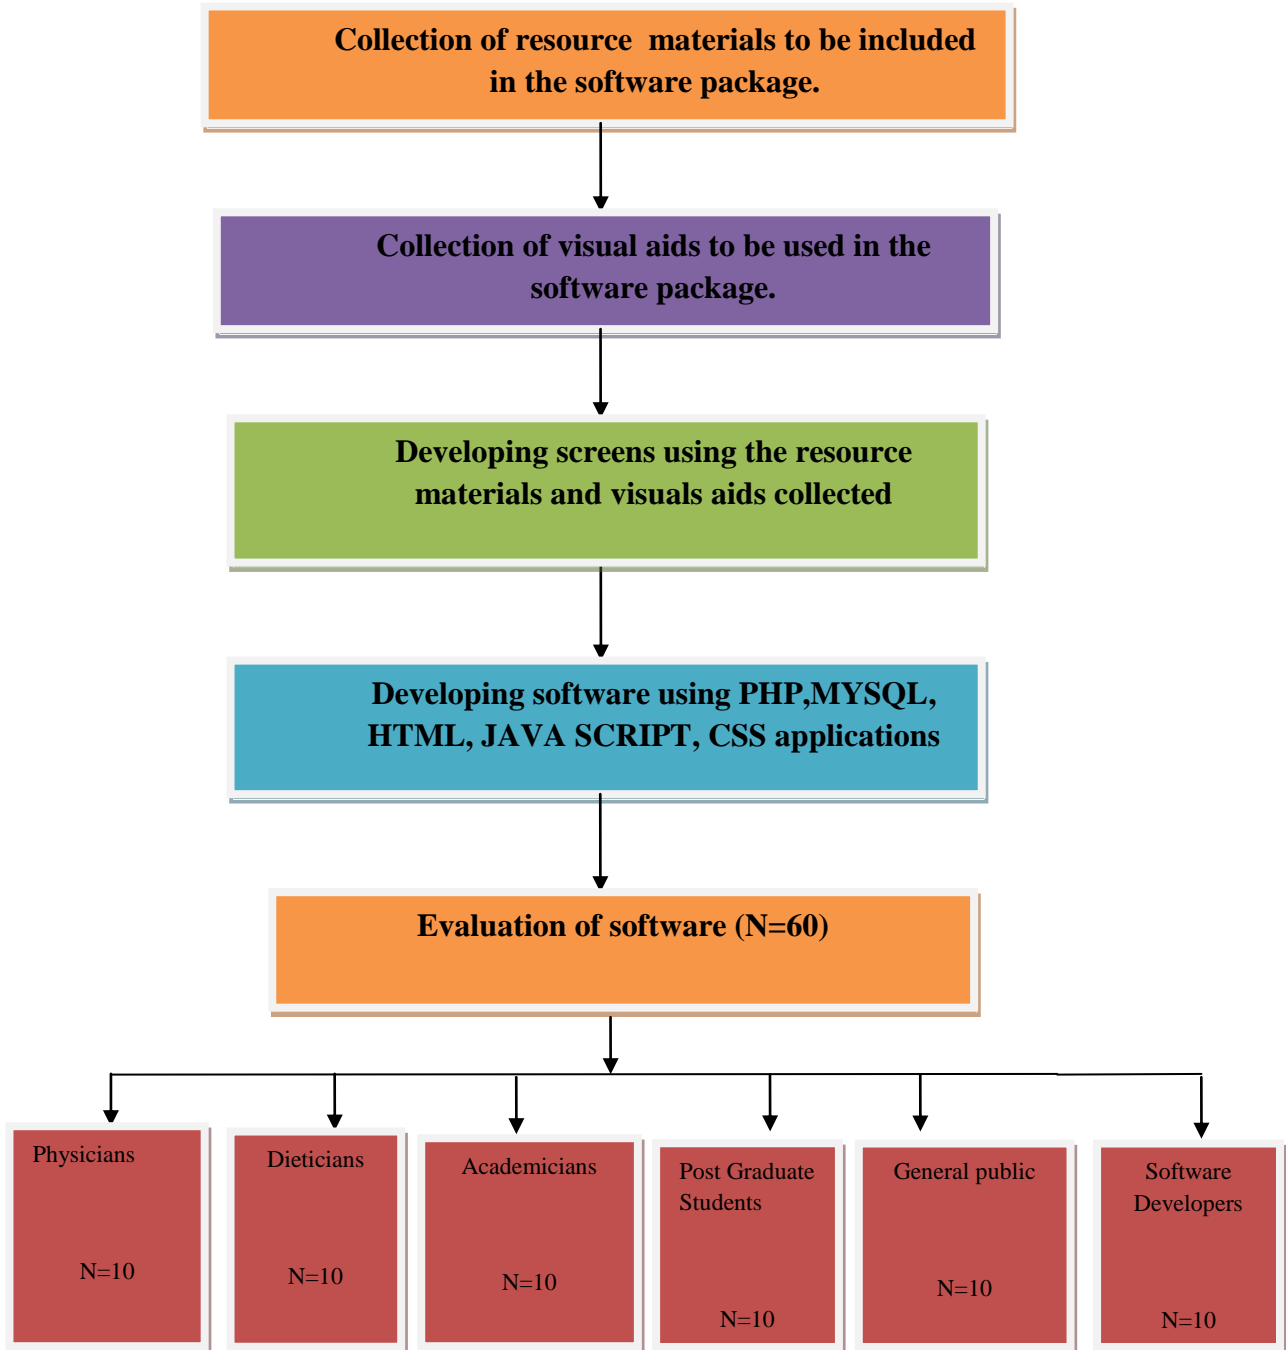 Collection of resource  materials to be included
in the software package.
Collection of visual aids to be used in the
software package.
Developing screens using the resource
materials and visuals aids collected
Developing software using PHP,MYSQL,
HTML, JAVA SCRIPT, CSS applications
Evaluation of software (N=60)
Physicians
N=10
Dieticians
N=10
Academicians
N=10
Post Graduate
Students
N=10
General public
N=10
Software
Developers
N=10